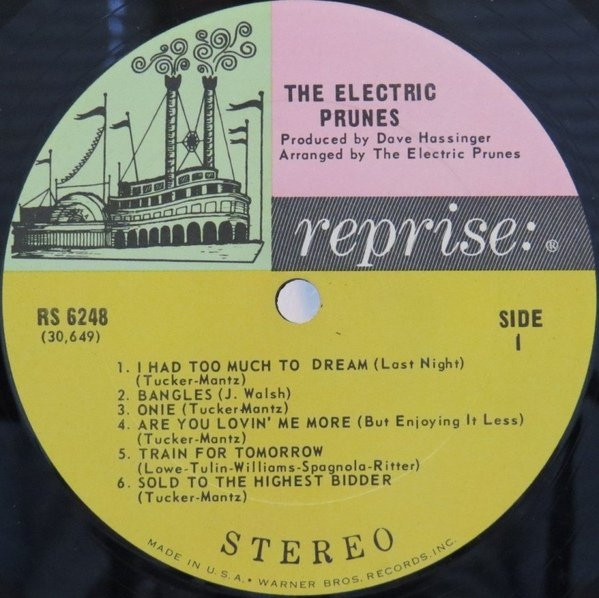 THE ELECTRIC
PRUNES
Produced by Dave Hassinger
Arranged by The Electric Prunes
reprise: ®
RS 6248
(30,649)
SIDE
1
1. I HAD TOO MUCH TO DREAM (Last Night)
(Tucker-Mantz)
2. BANGLES (J. Walsh)
3. ONIE (Tucker-Mantz)
4. ARE YOU LOVIN' ME MORE (But Enjoying It Less)
(Tucker-Mantz)
5. TRAIN FOR TOMORROW
(Lowe-Tulin-Williams-Spagnola-Ritter)
6. SOLD TO THE HIGHEST BIDDER
(Tucker-Mantz)
STEREO
MADE IN U.S.A. • WARNER BROS. RECORDS, INC.